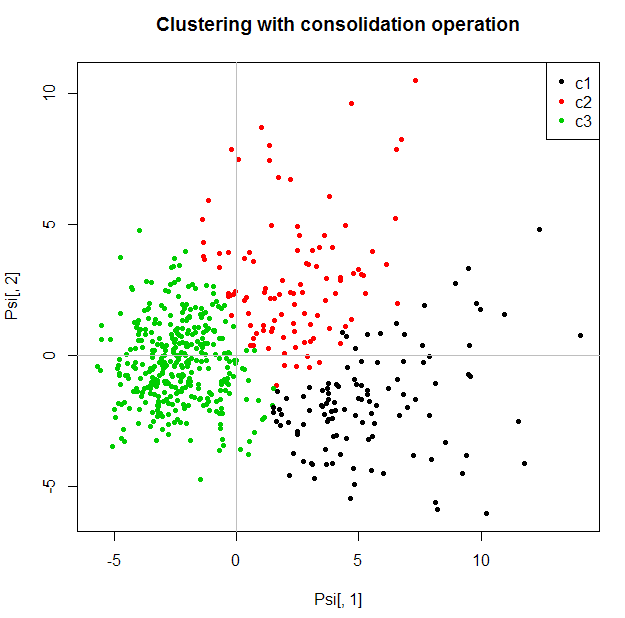 Clustering with consolidation operation
c1
c2
c3
10
5
0
-5
Psi[, 2]
-5
0
5
10
Psi[, 1]